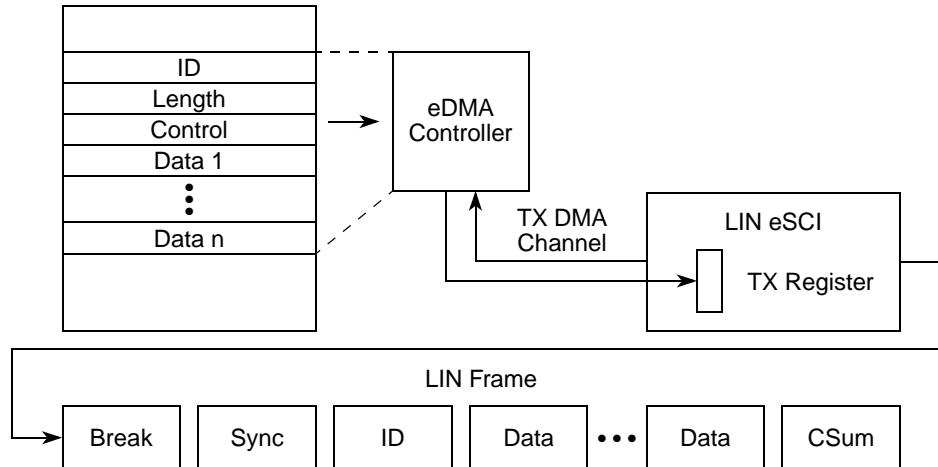 ID
Length
Control
Data 1
Data n
eDMA
Controller
TX DMA
Channel
LIN eSCI
TX Register
LIN Frame
Break
Sync
ID
Data
Data
CSum